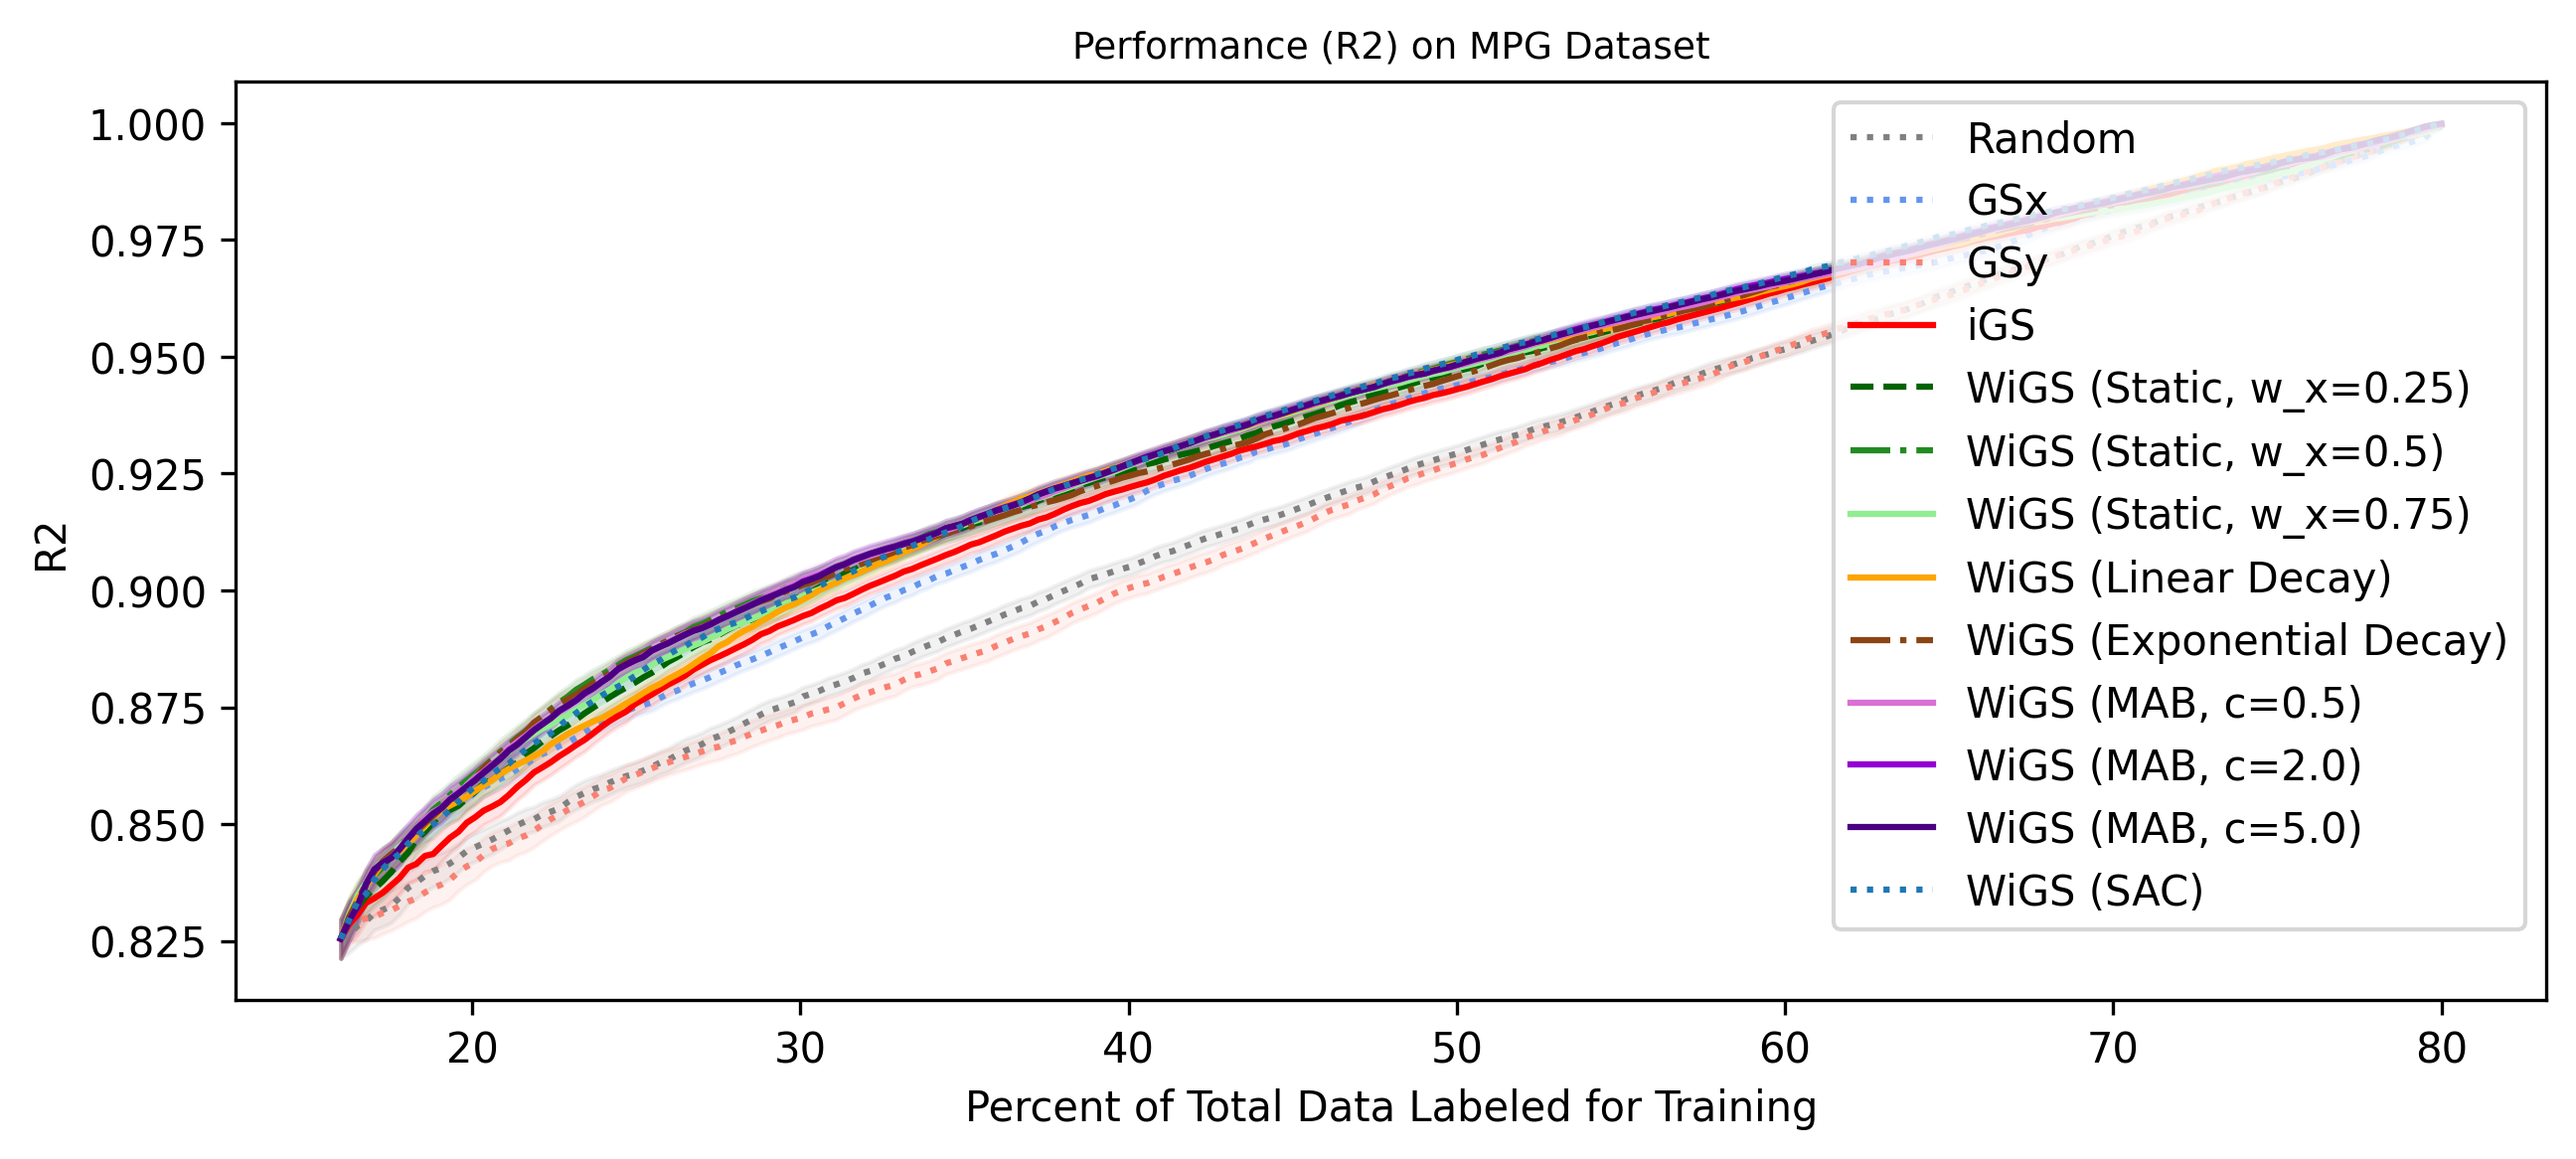 Performance (R2) on MPG Dataset
1.000
0.975
0.950
0.925
0.900
0.875
0.850
0.825
R2
20 30 40 50 60 70 80
Percent of Total Data Labeled for Training
Random
GSx
GSy
iGS
WiGS (Static, w_x=0.25)
WiGS (Static, w_x=0.5)
WiGS (Static, w_x=0.75)
WiGS (Linear Decay)
WiGS (Exponential Decay)
WiGS (MAB, c=0.5)
WiGS (MAB, c=2.0)
WiGS (MAB, c=5.0)
WiGS (SAC)